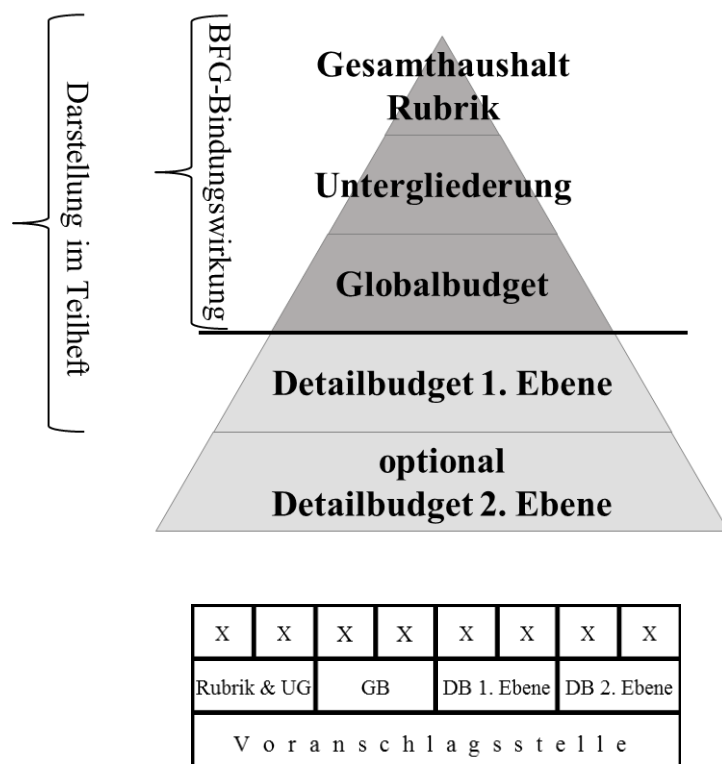 Darstellung im Teilheft
BFG-Bindungswirkung
Gesamthaushalt
Rubrik
Untergliederung
Globalbudget
Detailbudget 1. Ebene
optional
Detailbudget 2. Ebene
X X X X X X X X
Rubrik & UG GB DB 1. Ebene DB 2. Ebene
Voranschlagsstelle